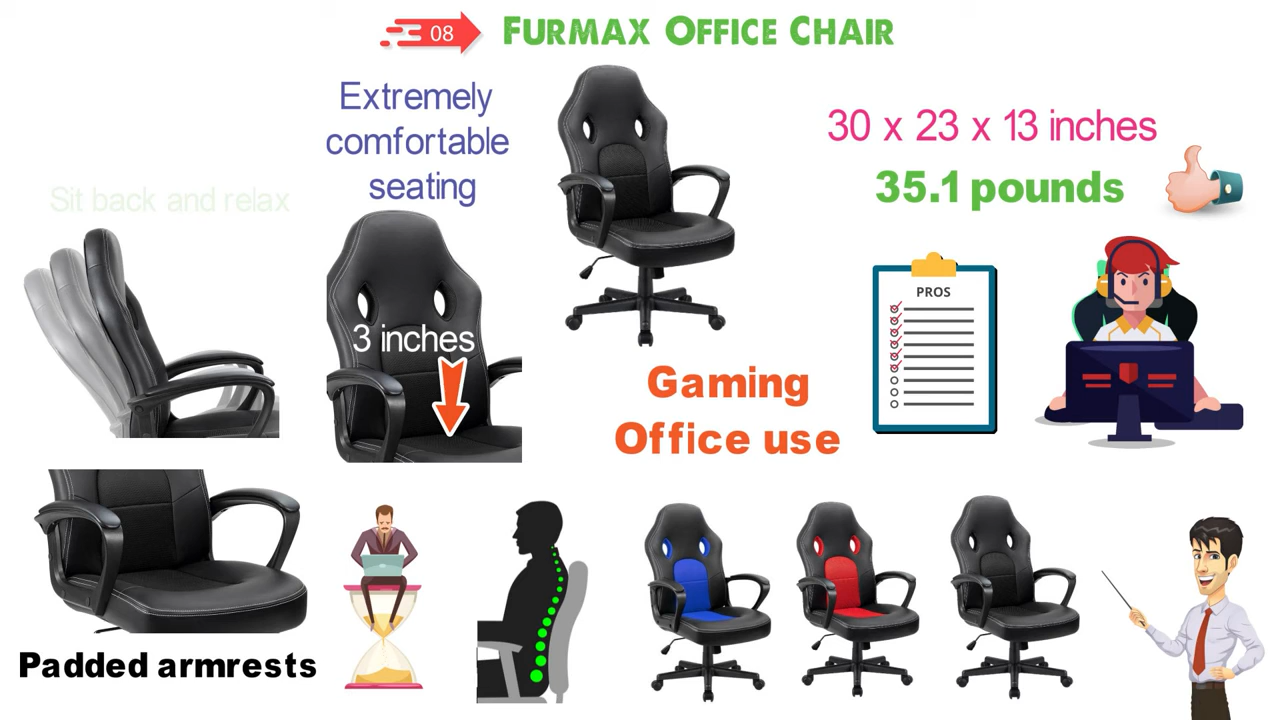 08
Furmax Office Chair
Extremely
comfortable
seating
30 x 23 x 13 inches
35.1 pounds
Sit back and relax
3 inches
PROS
Gaming
Office use
Padded armrests